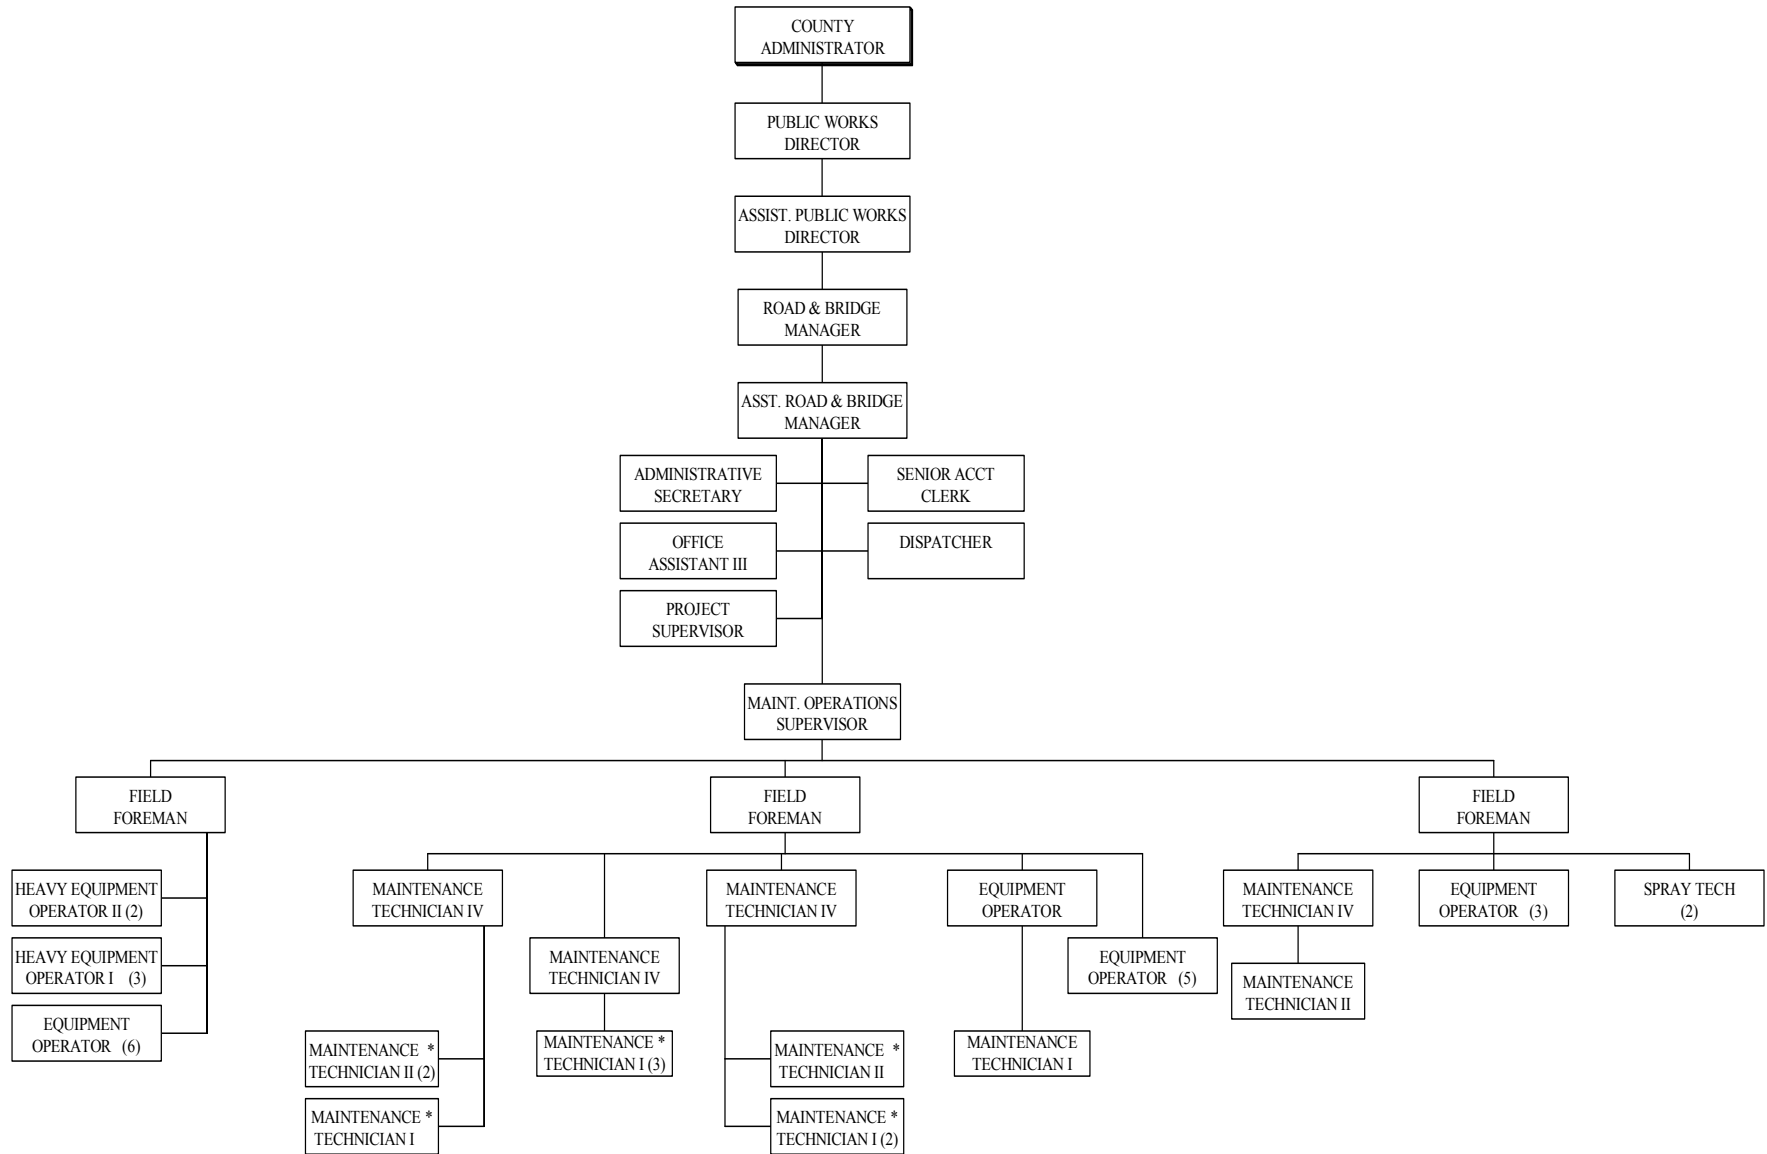 COUNTY
ADMINISTRATOR
PUBLIC WORKS
DIRECTOR
ASSIST. PUBLIC WORKS
DIRECTOR
ROAD & BRIDGE
MANAGER
ASST. ROAD & BRIDGE
MANAGER
ADMINISTRATIVE
SECRETARY
SENIOR ACCT
CLERK
OFFICE
ASSISTANT III
DISPATCHER
PROJECT
SUPERVISOR
MAINT. OPERATIONS
SUPERVISOR
FIELD
FOREMAN
HEAVY EQUIPMENT
OPERATOR II (2)
HEAVY EQUIPMENT
OPERATOR I (3)
EQUIPMENT
OPERATOR (6)
FIELD
FOREMAN
MAINTENANCE
TECHNICIAN IV
MAINTENANCE *
TECHNICIAN II (2)
MAINTENANCE *
TECHNICIAN I
MAINTENANCE
TECHNICIAN IV
MAINTENANCE *
TECHNICIAN I (3)
MAINTENANCE
TECHNICIAN IV
MAINTENANCE *
TECHNICIAN II
MAINTENANCE *
TECHNICIAN I (2)
EQUIPMENT
OPERATOR
MAINTENANCE
TECHNICIAN I
EQUIPMENT
OPERATOR (5)
FIELD
FOREMAN
MAINTENANCE
TECHNICIAN IV
MAINTENANCE
TECHNICIAN II
EQUIPMENT
OPERATOR (3)
SPRAY TECH
(2)